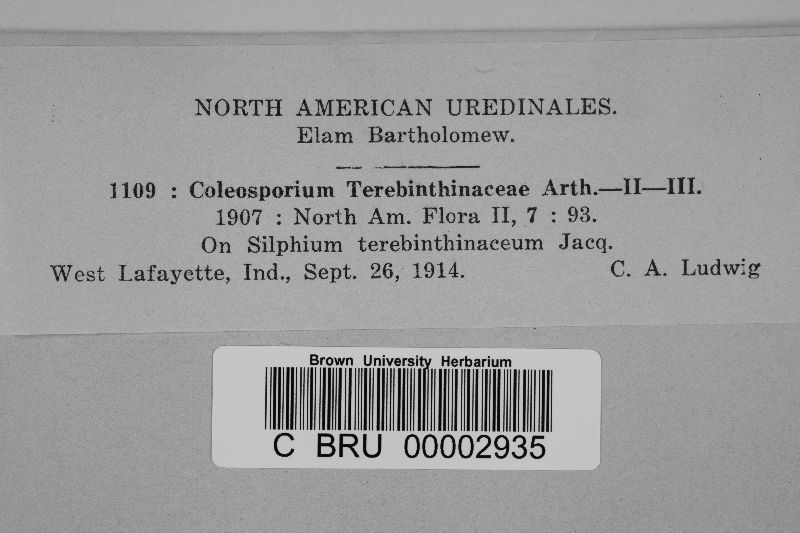 NORTH AMERICAN UREDINALES.
Elam Bartholomew.
1109 : Coleosporium Terebinthinaceae Arth.—II—III.
1907 : North Am. Flora II, 7 : 93.
On Silphium terebinthinaceum Jacq.
West Lafayette, Ind., Sept. 26, 1914. C. A. Ludwig
Brown University Herbarium
C BRU 00002935